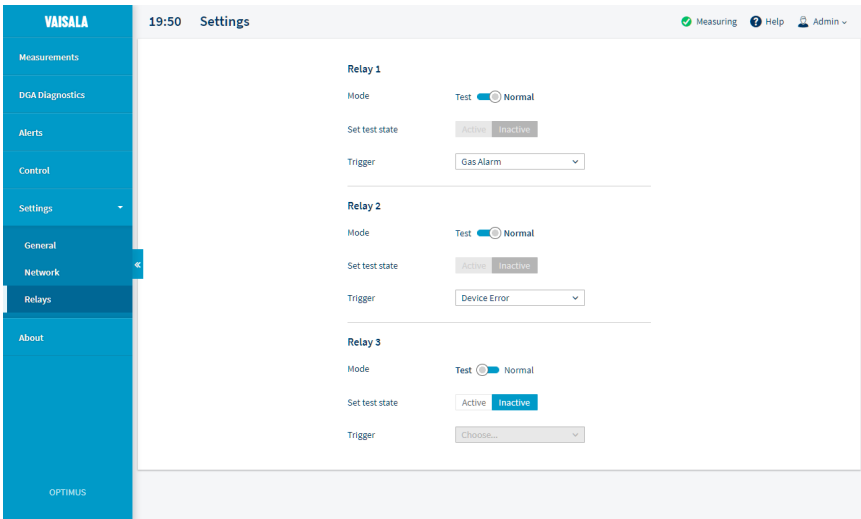 VAISALA
19:50 Settings
Measuring
? Help
Admin
Measurements
DGA Diagnostics
Alerts
Control
Settings
General
Network
Relays
About
OPTIMUS
Relay 1
Mode Test Normal
Set test state Active Inactive
Trigger Gas Alarm
Relay 2
Mode Test Normal
Set test state Active Inactive
Trigger Device Error
Relay 3
Mode Test Normal
Set test state Active Inactive
Trigger Choose...